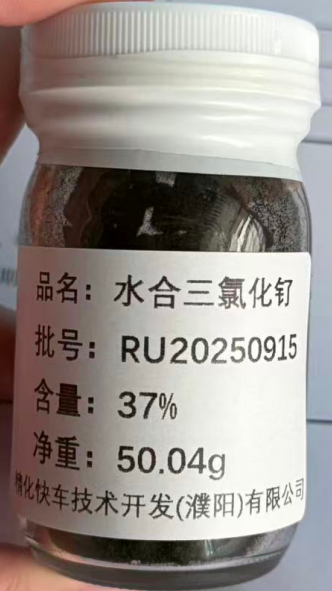 品名：水合三氯化钌
批号：RU20250915
含量：37%
净重：50.04g
精化快车技术开发(濮阳)有限公司